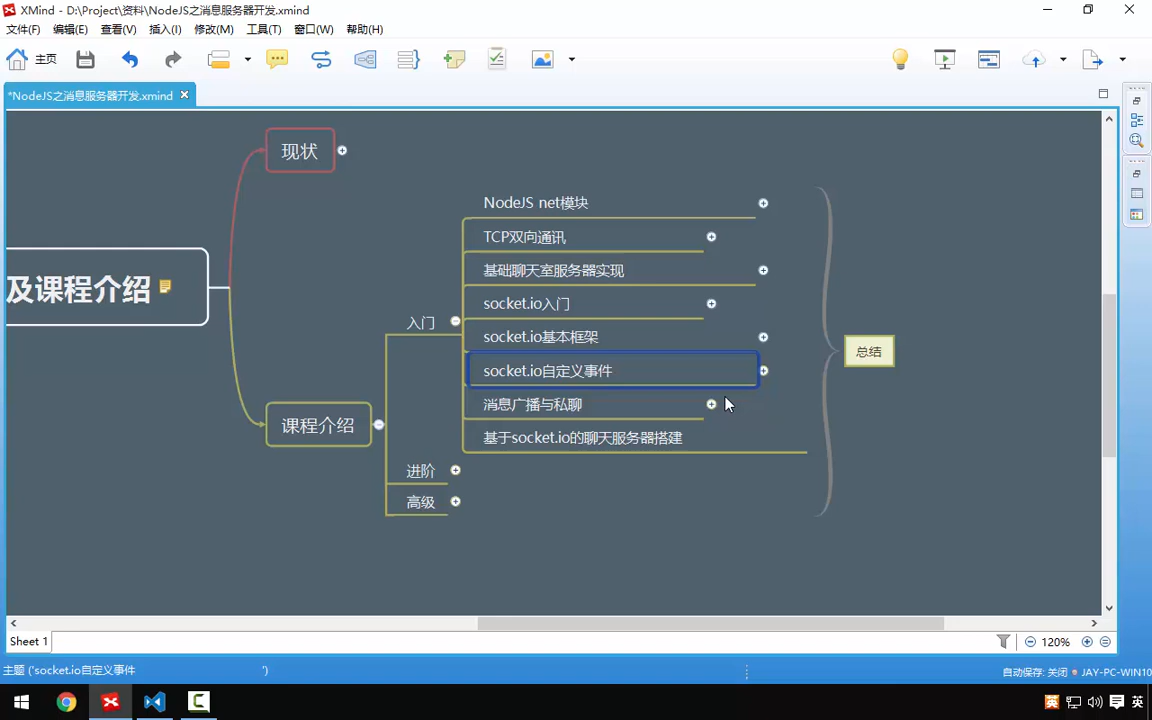 XMind - D:\Project\资料\NodeJS之消息服务器开发.xmind
文件(F) 编辑(E) 查看(V) 插入(I) 修改(M) 工具(T) 窗口(W) 帮助(H)
主页
*NodeJS之消息服务器开发.xmind
现状
NodeJS net模块
TCP双向通讯
基础聊天室服务器实现
及课程介绍
socket.io入门
入门
socket.io基本框架
总结
socket.io自定义事件
消息广播与私聊
课程介绍
基于socket.io的聊天服务器搭建
进阶
高级
Sheet 1
120%
主题 ('socket.io自定义事件 ')
自动保存: 关闭
JAY-PC-WIN10
英
英